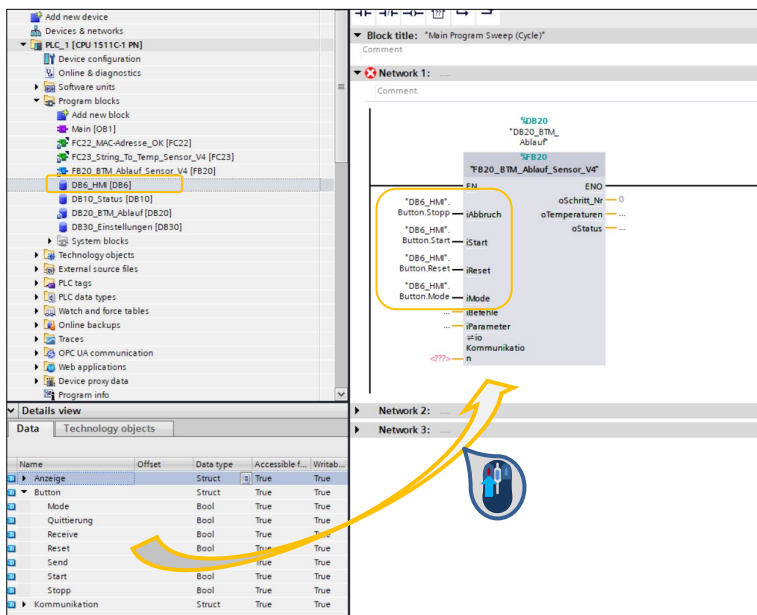 Add new device
Devices & networks
PLC_1 [CPU 1511C-1 PN]
Device configuration
Online & diagnostics
Software units
Program blocks
Add new block
Main [OB1]
FC22_MAC-Adresse_OK [FC22]
FC23_String_To_Temp_Sensor_V4 [FC23]
FB20_BTM_Ablauf_Sensor_V4 [FB20]
DB6_HMI [DB6]
DB10_Status [DB10]
DB20_BTM_Ablauf [DB20]
DB30_Einstellungen [DB30]
System blocks
Technology objects
External source files
PLC tags
PLC data types
Watch and force tables
Online backups
Traces
OPC UA communication
Web applications
Device proxy data
Program info
Details view
Data Technology objects
Name Offset Data type Accessible f... Writab...
Anzeige Struct True True
Button Struct True True
Mode Bool True True
Quittierung Bool True True
Receive Bool True True
Reset Bool True True
Send Bool True True
Start Bool True True
Stopp Bool True True
Kommunikation Struct True True
Block title: "Main Program Sweep (Cycle)"
Comment
Network 1: ....
Comment
%DB20
"DB20_BTM_
Ablauf"
%FB20
"FB20_BTM_Ablauf_Sensor_V4"
EN ENO
oSchritt_Nr 0
"DB6_HMI".
Button.Stopp iAbbruch
oTemperaturen ...
oStatus ...
"DB6_HMI".
Button.Start iStart
"DB6_HMI".
Button.Reset iReset
"DB6_HMI".
Button.Mode iMode
... iBefehle
... iParameter
io
Kommunikatio
<???> n
Network 2: ....
Network 3: ....